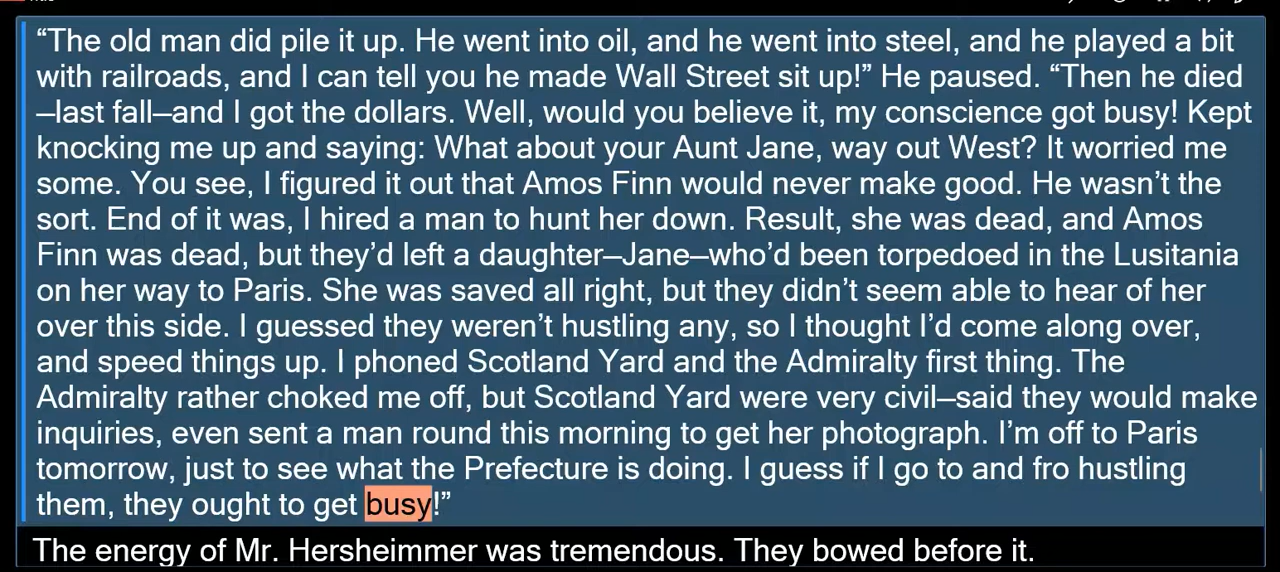 “The old man did pile it up. He went into oil, and he went into steel, and he played a bit
with railroads, and I can tell you he made Wall Street sit up!” He paused. “Then he died
—last fall—and I got the dollars. Well, would you believe it, my conscience got busy! Kept
knocking me up and saying: What about your Aunt Jane, way out West? It worried me
some. You see, I figured it out that Amos Finn would never make good. He wasn’t the
sort. End of it was, I hired a man to hunt her down. Result, she was dead, and Amos
Finn was dead, but they’d left a daughter—Jane—who’d been torpedoed in the Lusitania
on her way to Paris. She was saved all right, but they didn’t seem able to hear of her
over this side. I guessed they weren’t hustling any, so I thought I’d come along over,
and speed things up. I phoned Scotland Yard and the Admiralty first thing. The
Admiralty rather choked me off, but Scotland Yard were very civil—said they would make
inquiries, even sent a man round this morning to get her photograph. I’m off to Paris
tomorrow, just to see what the Prefecture is doing. I guess if I go to and fro hustling
them, they ought to get busy!”
The energy of Mr. Hersheimmer was tremendous. They bowed before it.